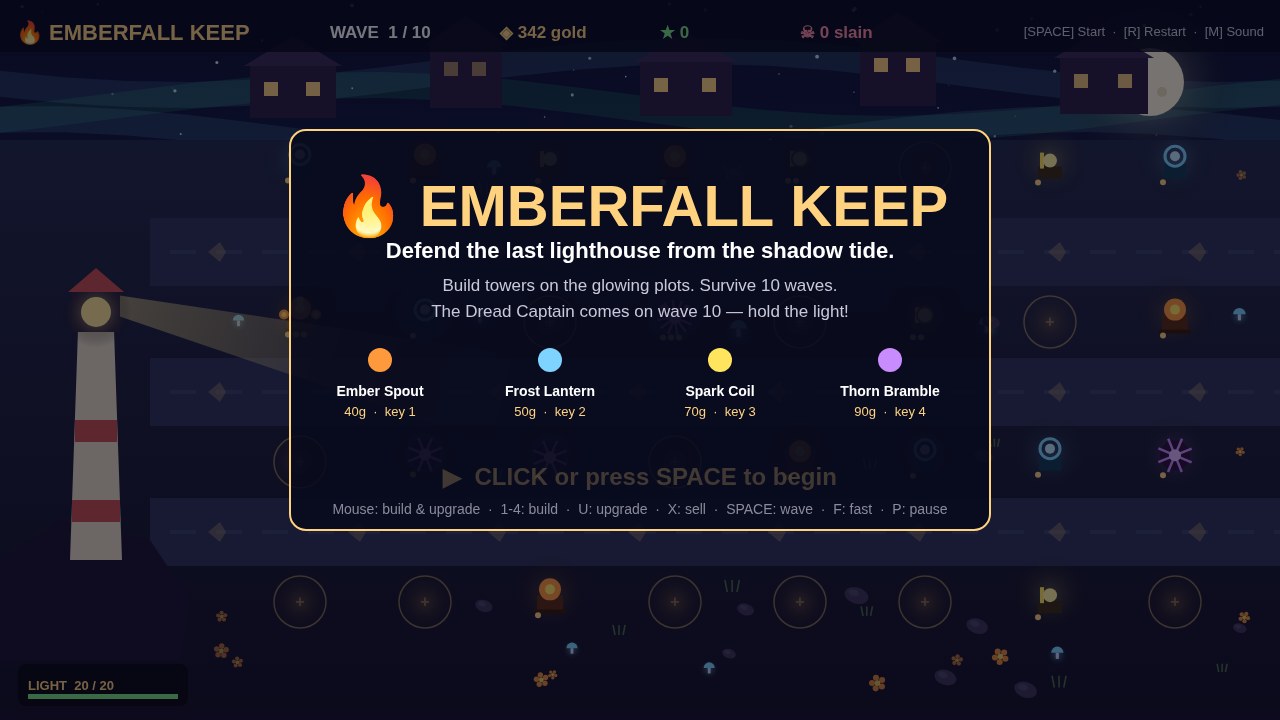 🔥 EMBERFALL KEEP
WAVE 1 / 10
◈ 342 gold
★ 0
☠ 0 slain
[SPACE] Start · [R] Restart · [M] Sound
🔥 EMBERFALL KEEP
Defend the last lighthouse from the shadow tide.
Build towers on the glowing plots. Survive 10 waves.
The Dread Captain comes on wave 10 — hold the light!
Ember Spout
40g · key 1
Frost Lantern
50g · key 2
Spark Coil
70g · key 3
Thorn Bramble
90g · key 4
▶ CLICK or press SPACE to begin
Mouse: build & upgrade · 1-4: build · U: upgrade · X: sell · SPACE: wave · F: fast · P: pause
LIGHT 20 / 20